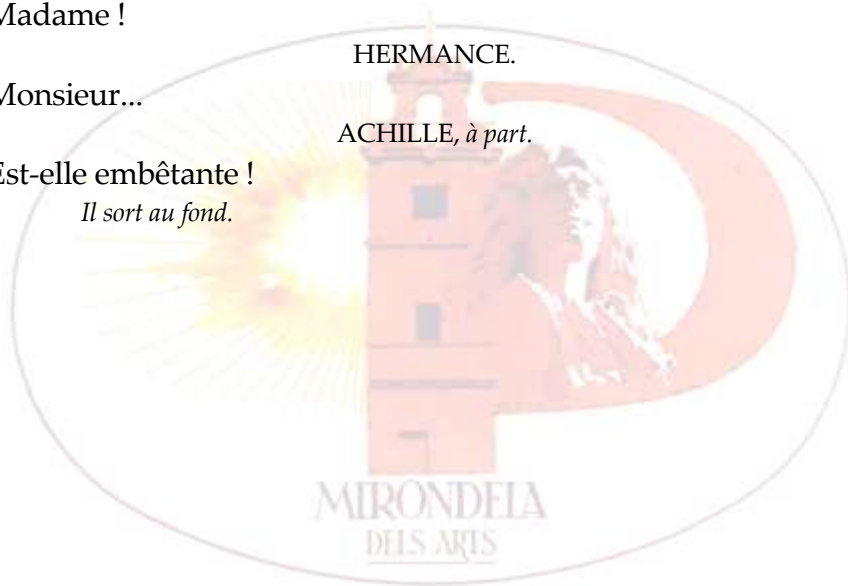 Madame !
HERMANCE.
Monsieur...
ACHILLE, à part.
Est-elle embêtante !
Il sort au fond.
MIRONDELA
DELS ARTS